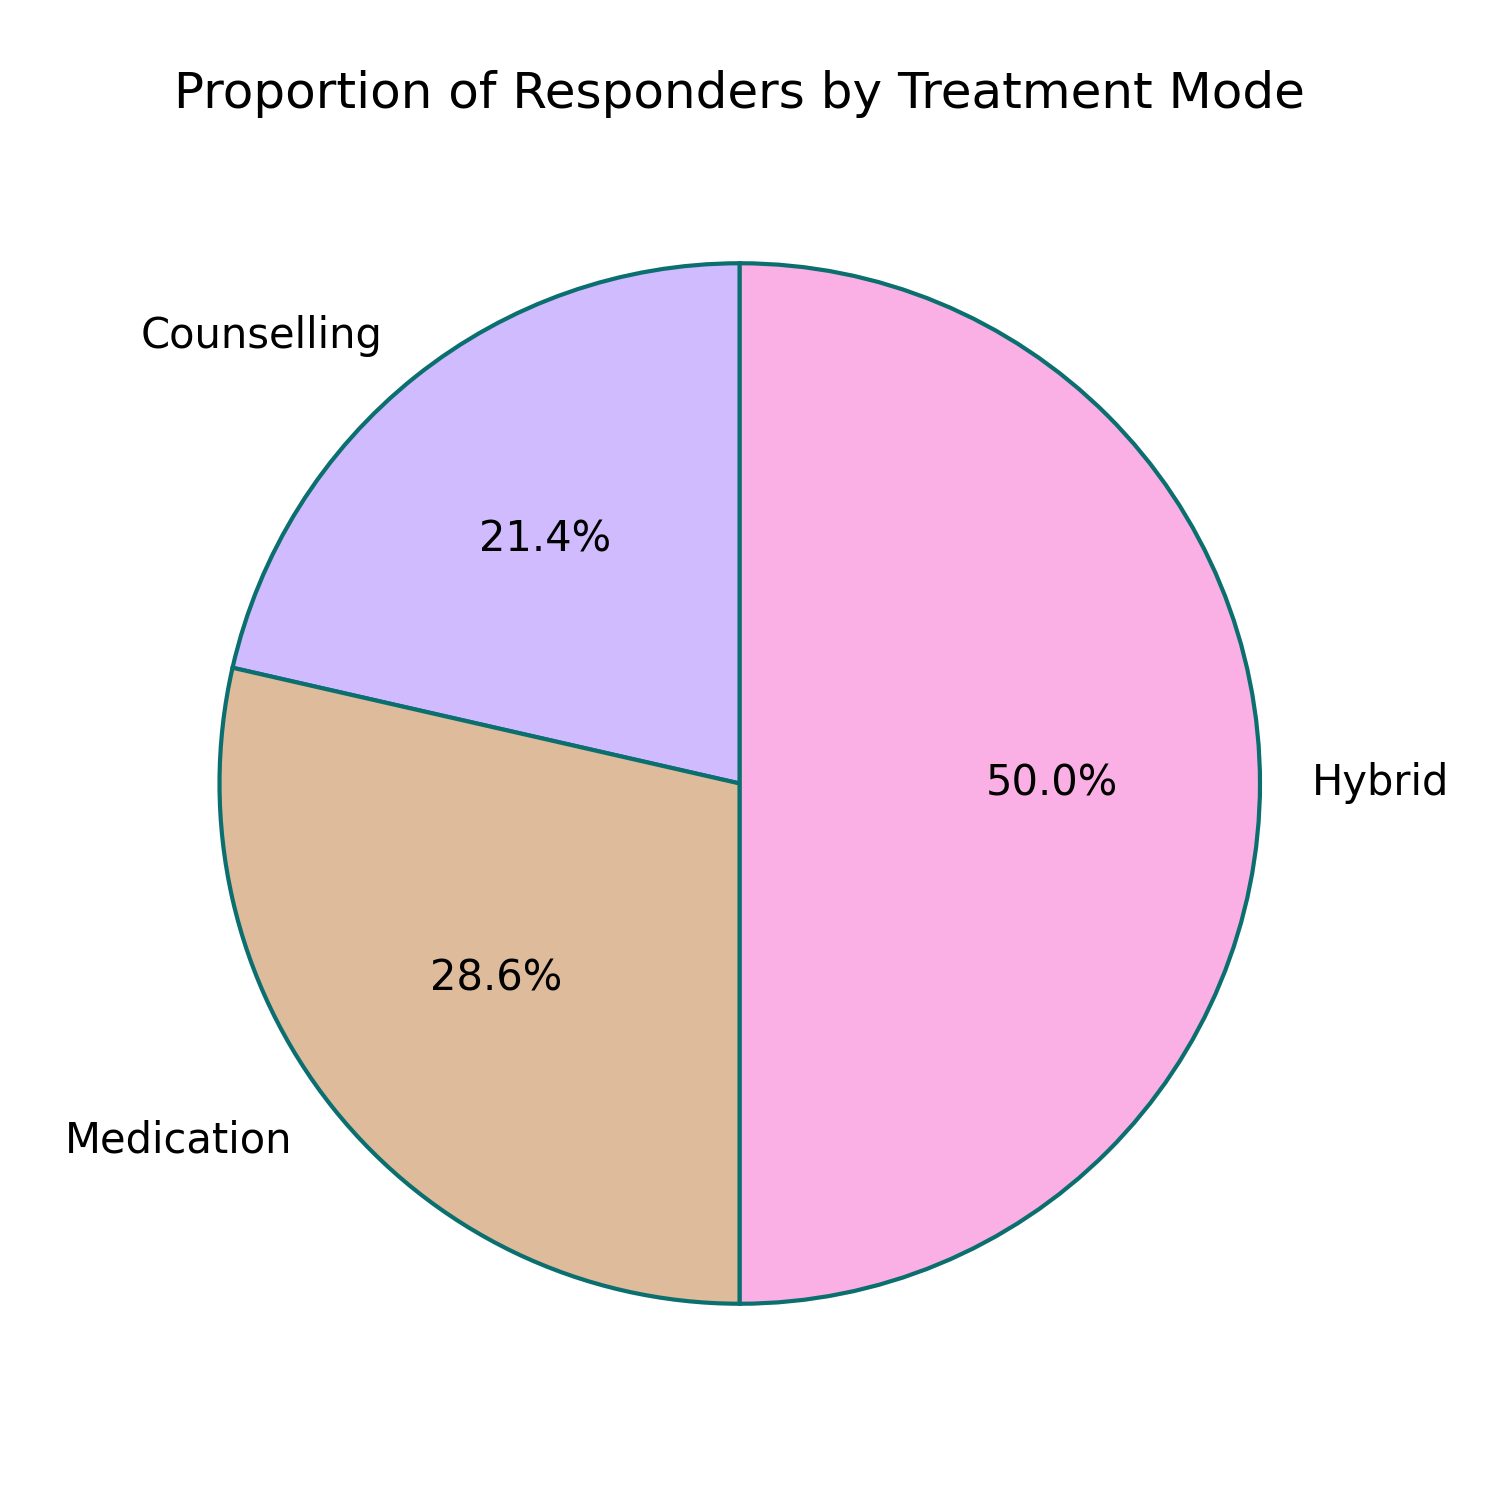 Proportion of Responders by Treatment Mode
Counselling
21.4%
50.0%
Hybrid
28.6%
Medication